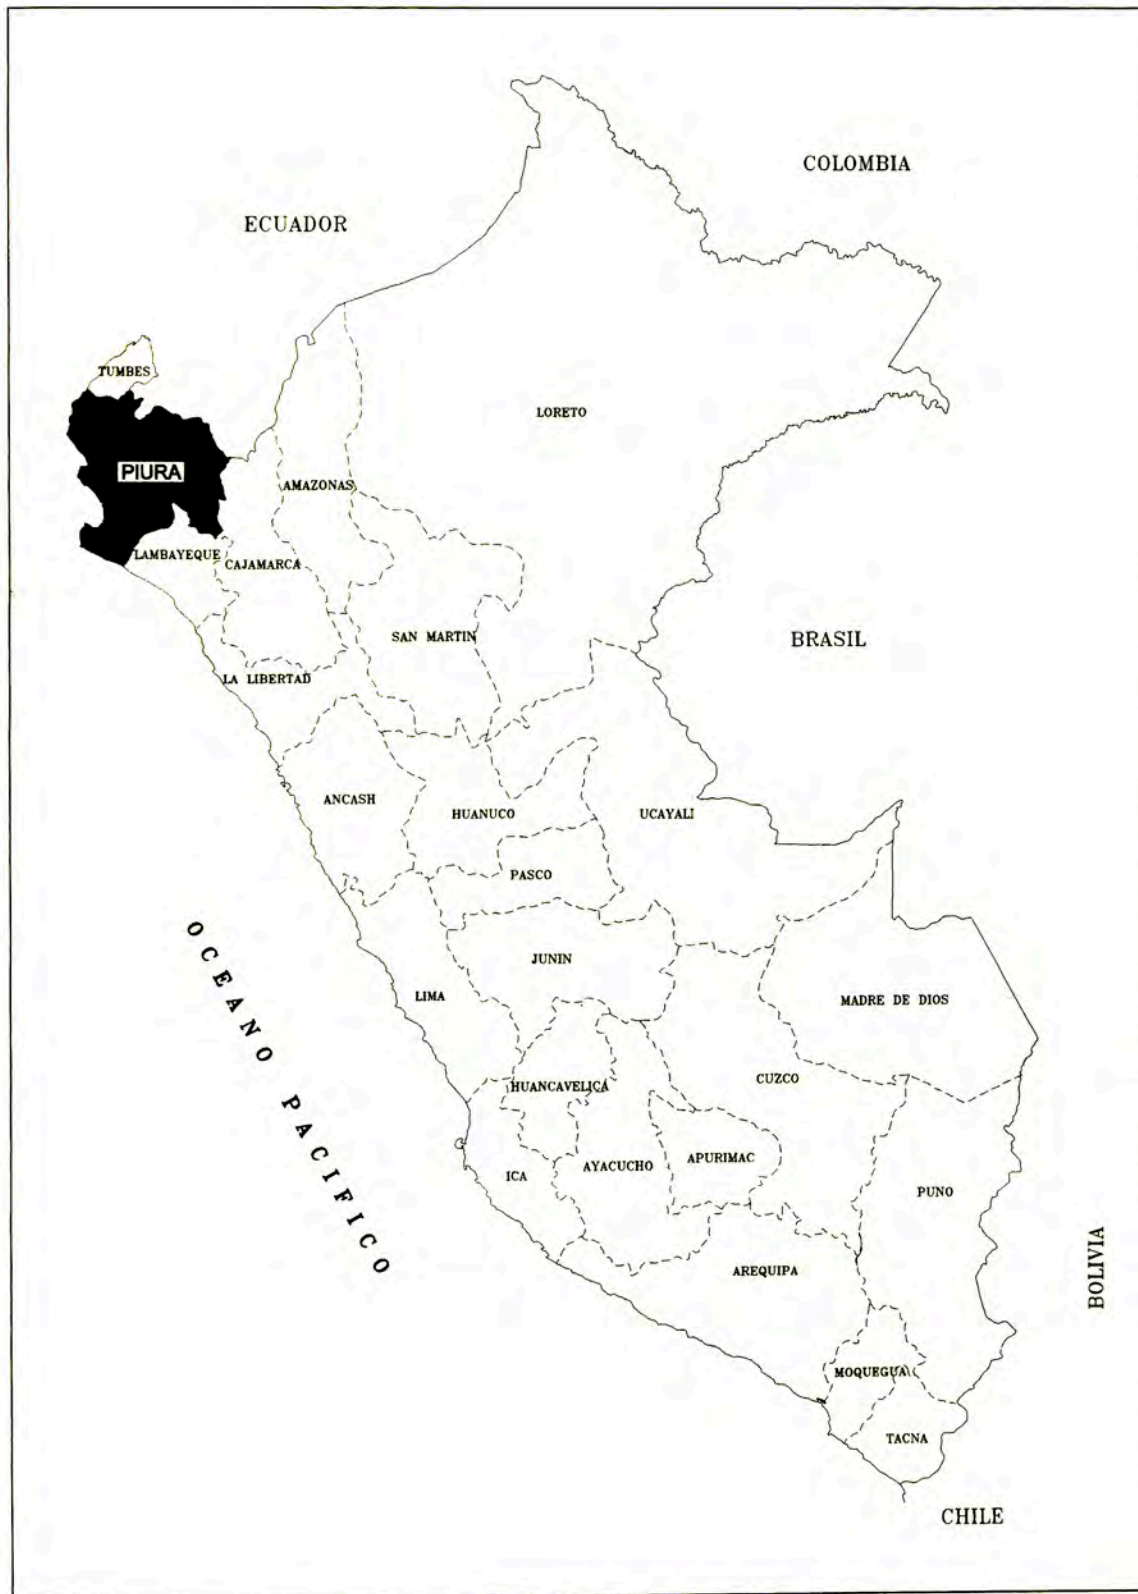 COLOMBIA
ECUADOR
TUMBES
LORETO
PIURA
AMAZONAS
LAMBAYEQUE
CAJAMARCA
SAN MARTIN
BRASIL
LA LIBERTAD
ANCASH
HUANUCO
UCAYALI
PASCO
OCEANO PACIFICO
JUNIN
LIMA
MADRE DE DIOS
CUZCO
HUANCAVELICA
APURIMAC
AYACUCHO
ICA
PUNO
AREQUIPA
BOLIVIA
MOQUEGUA
TACNA
CHILE